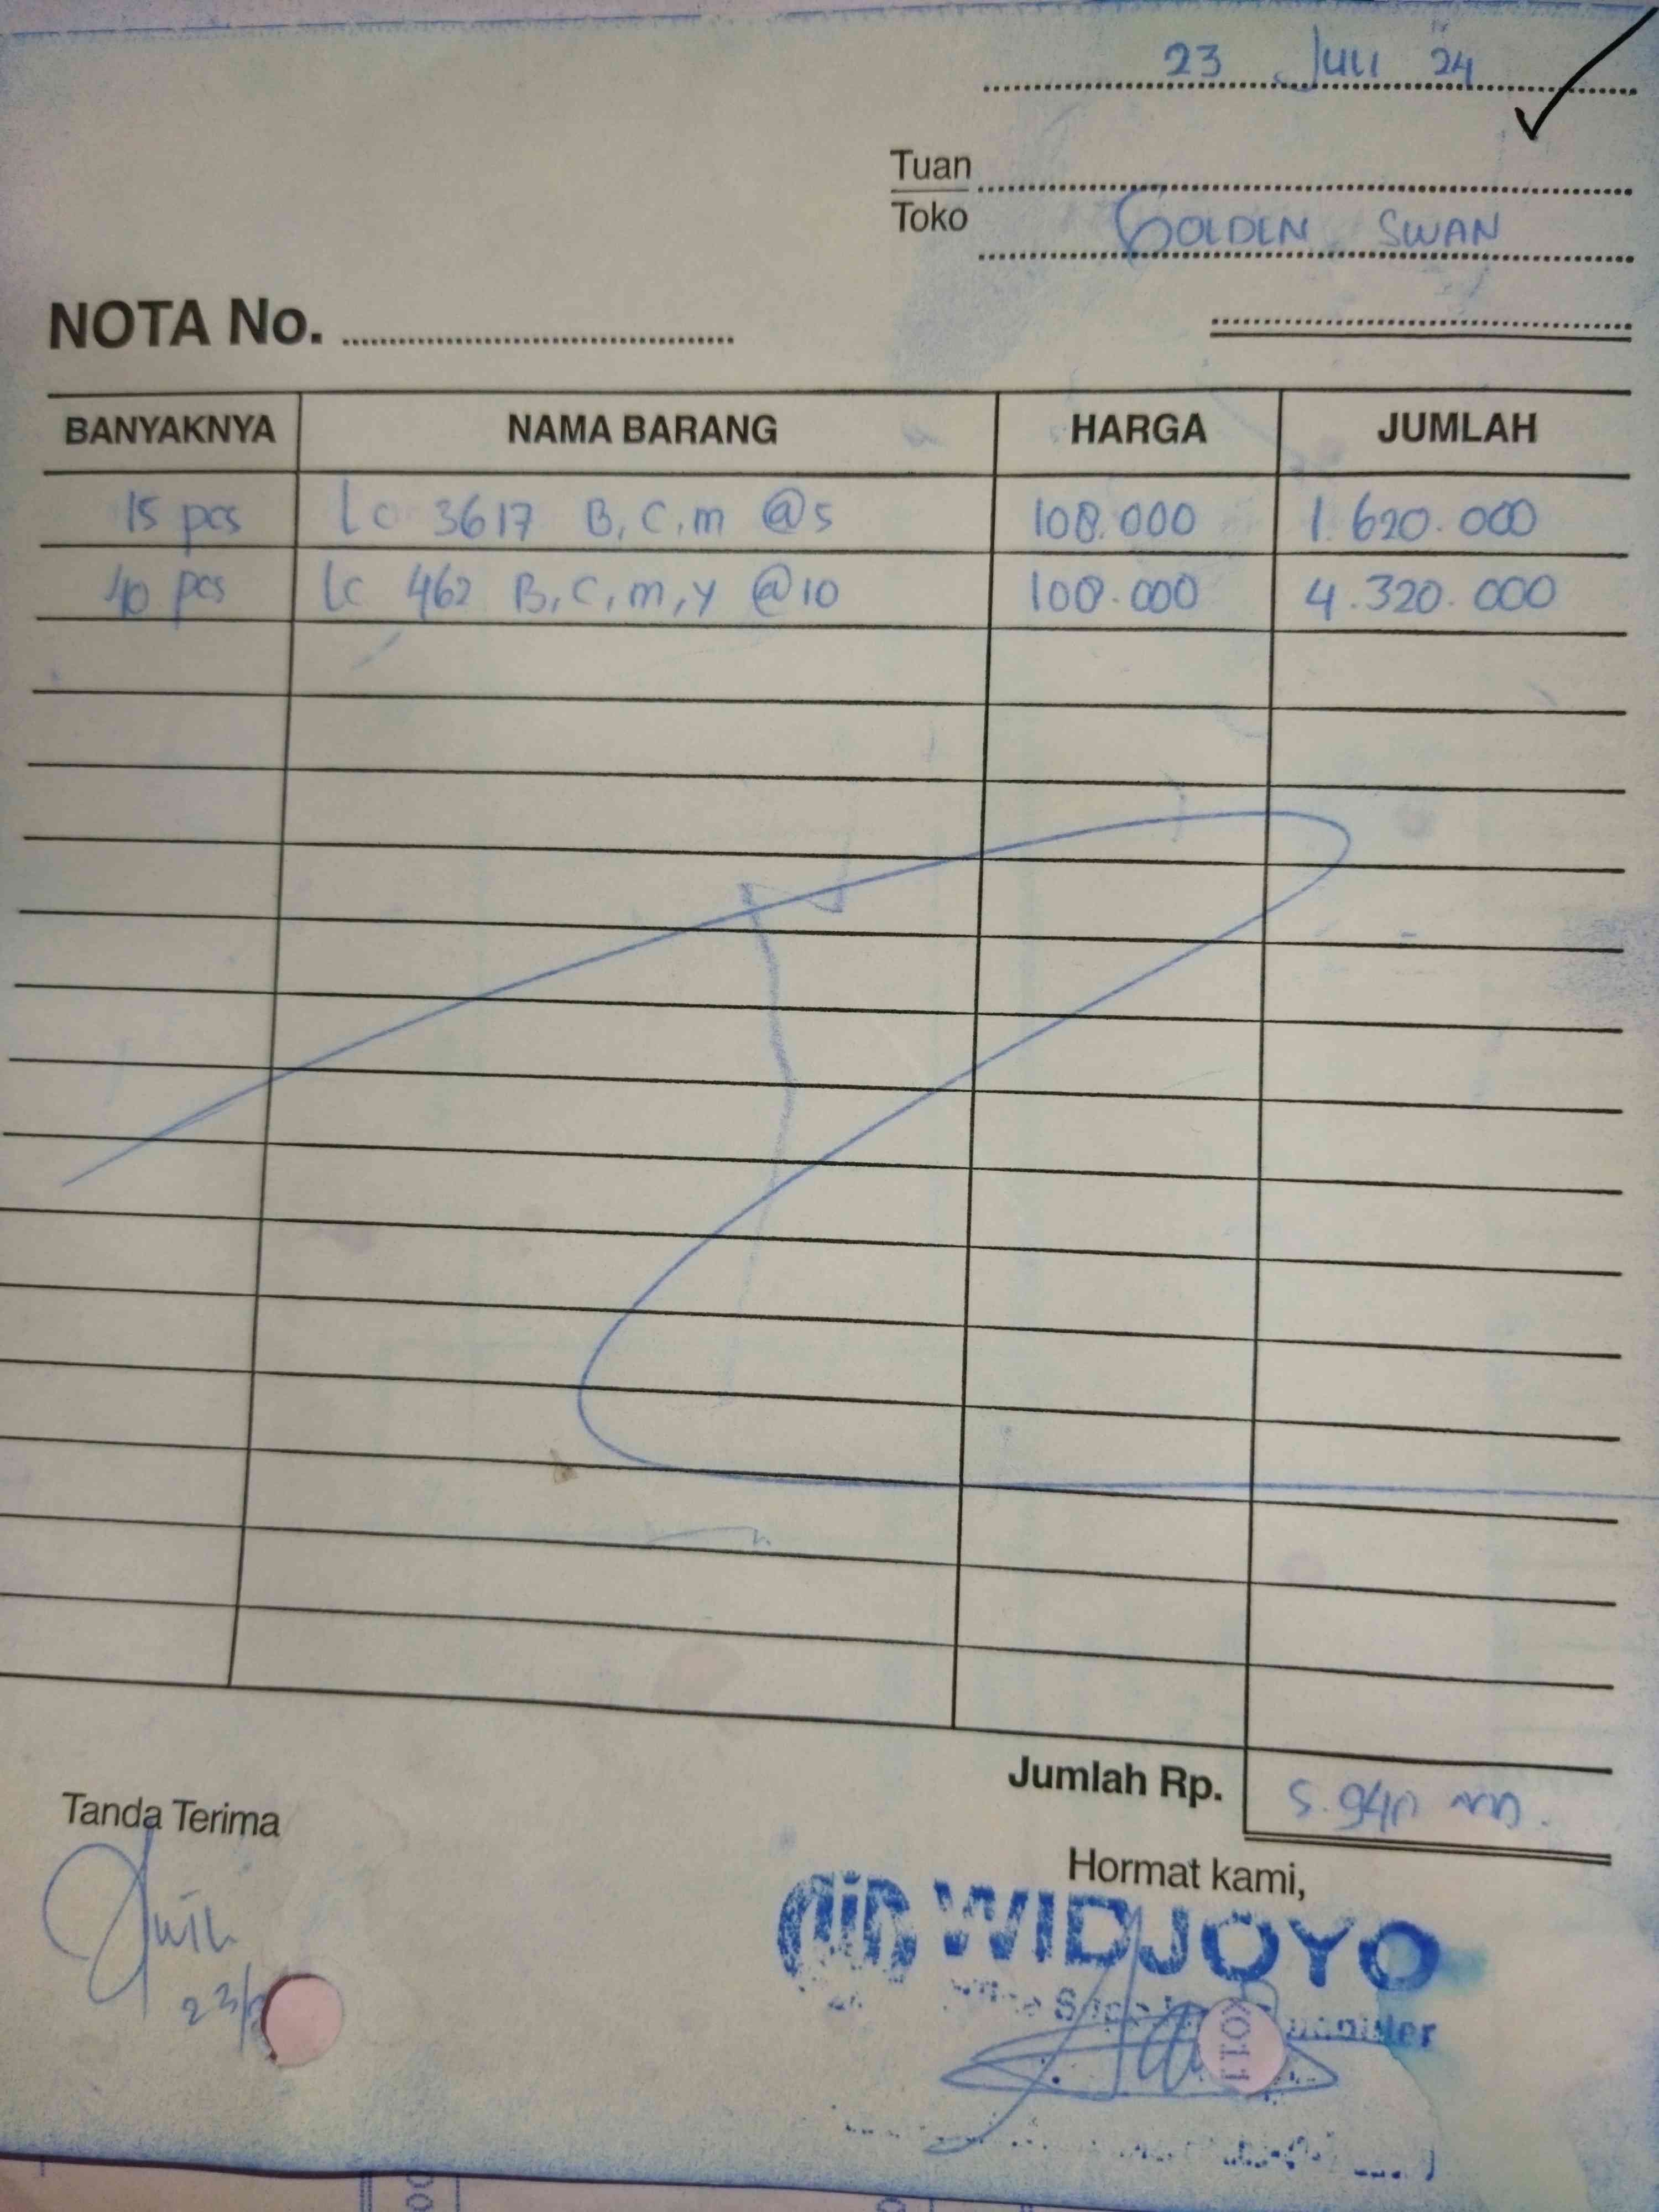 23 Juli 24
Tuan
Toko GOLDEN SWAN
NOTA No.
BANYAKNYA NAMA BARANG HARGA JUMLAH
15 pcs Lc 3617 B, C, m @5 108.000 1.620.000
40 pcs Lc 462 B, C, m, y @10 108.000 4.320.000
Jumlah Rp. 5.940
Tanda Terima
Hormat kami,
WIDJOYO
23/